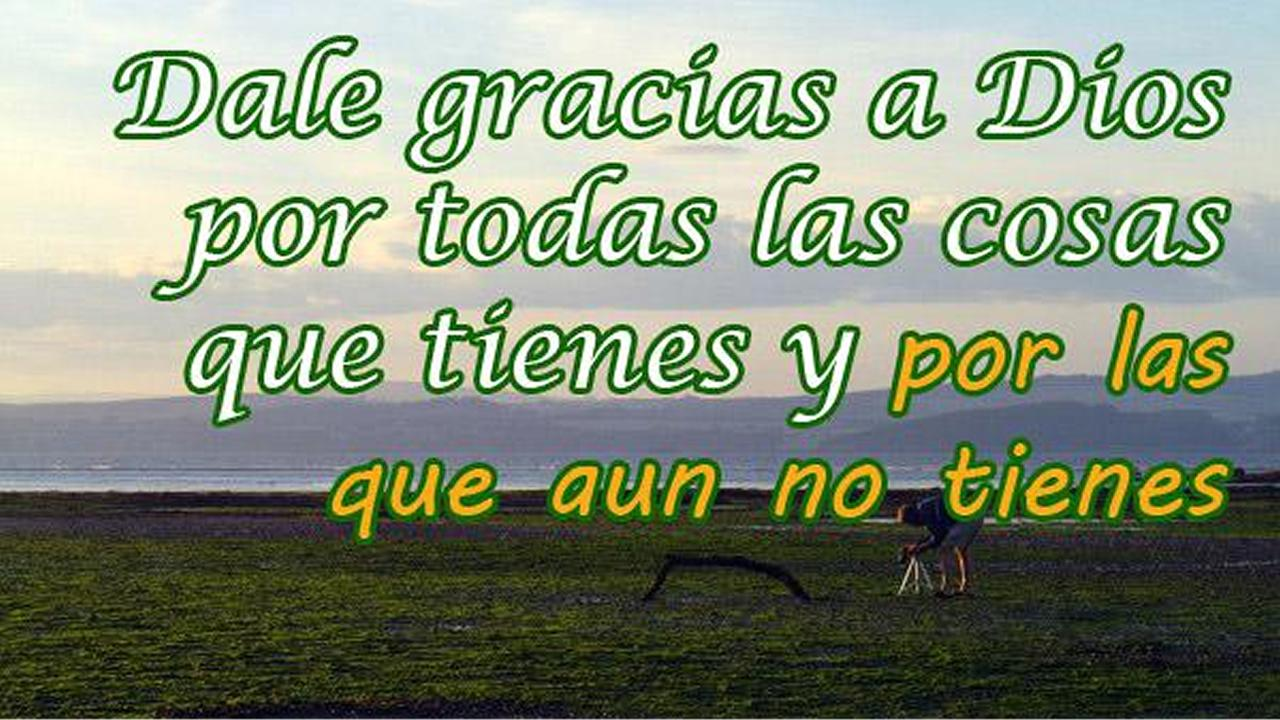 Dale gracias a Dios
por todas las cosas
que tienes y por las
que aun no tienes